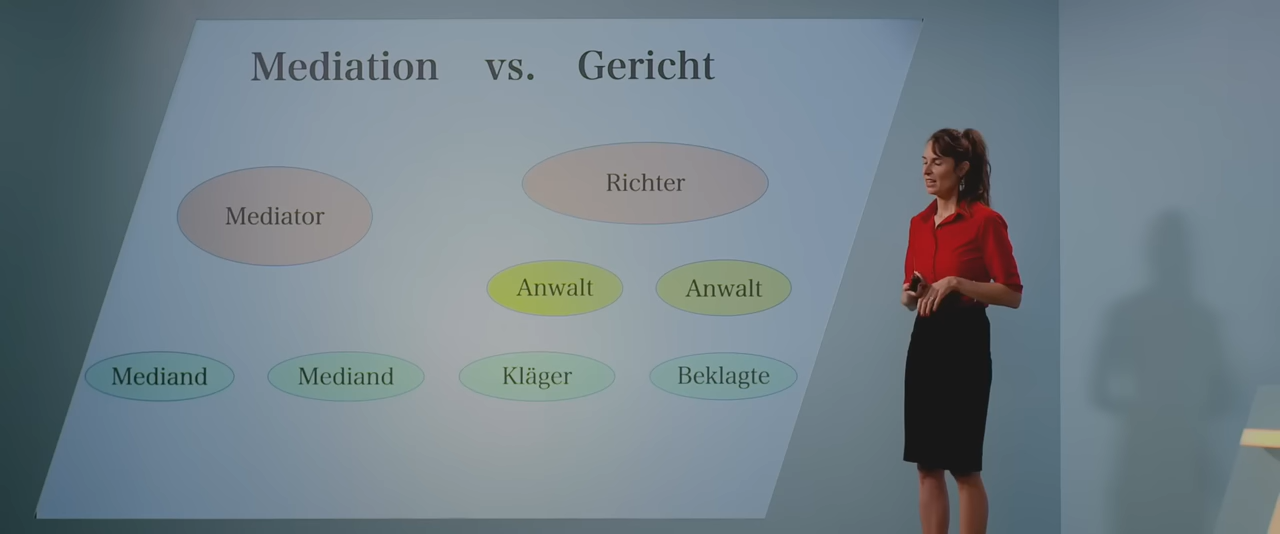 Mediation vs. Gericht
Mediator
Richter
Anwalt Anwalt
Mediand Mediand Kläger Beklagte